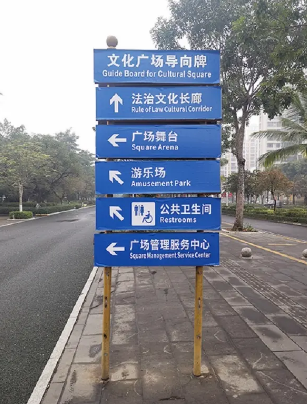 文化广场导向牌
Guide Board for Cultural Square
法治文化长廊
Rule of Law Cultural Corridor
广场舞台
Square Arena
游乐场
Amusement Park
公共卫生间
Restrooms
广场管理服务中心
Square Management Service Center